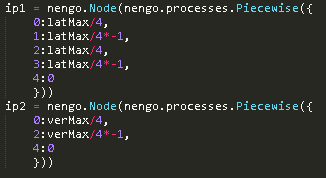 ip1 = nengo.Node(nengo.processes.Piecewise({
0:latMax/4,
1:latMax/4*-1,
2:latMax/4,
3:latMax/4*-1,
4:0
}))
ip2 = nengo.Node(nengo.processes.Piecewise({
0:verMax/4,
2:verMax/4*-1,
4:0
}))